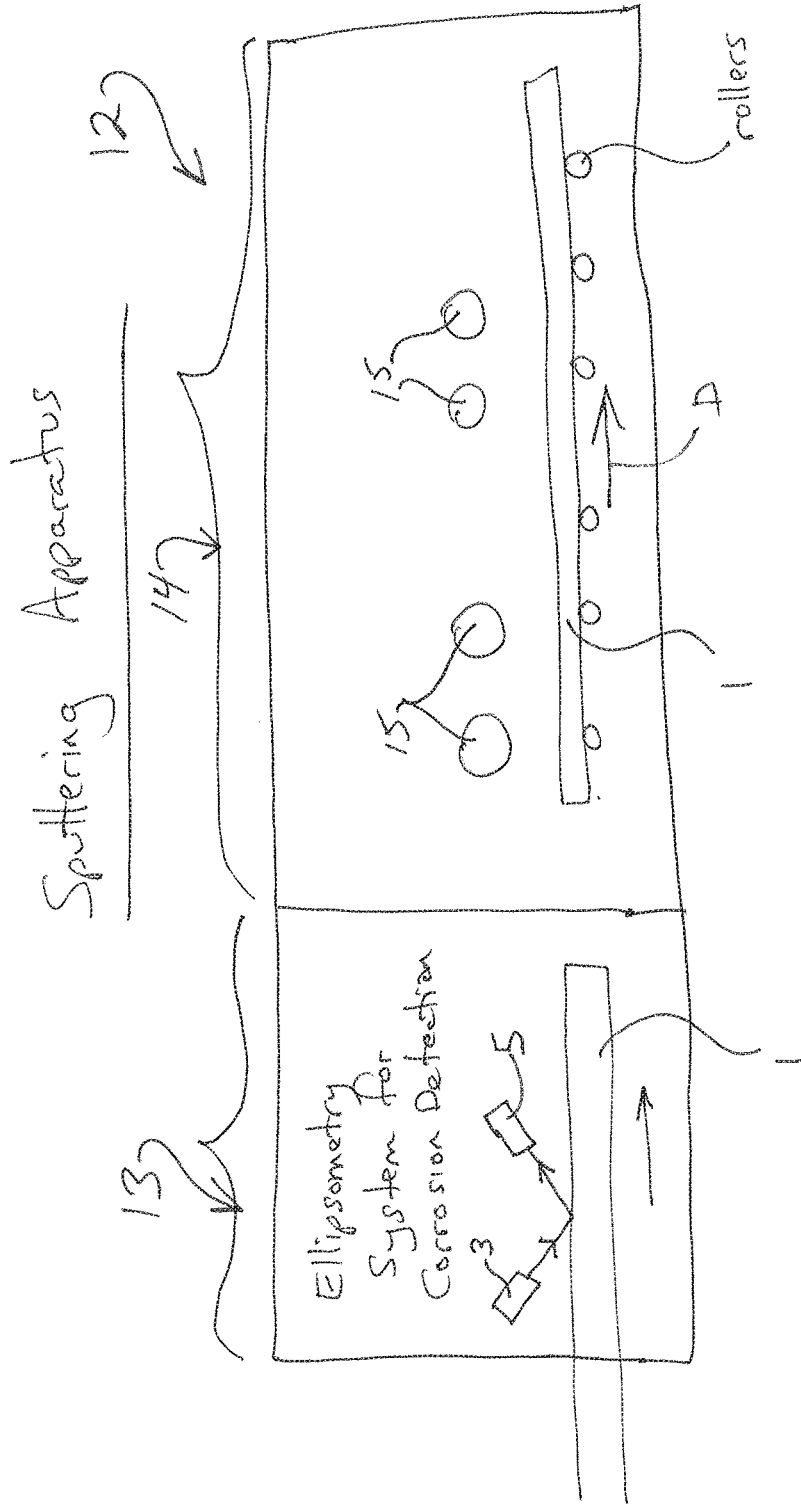 Sputtering Apparatus
12
13
14
Ellipsometry
System for
Corrosion Detection
15
15
3
5
D
rollers
1
1